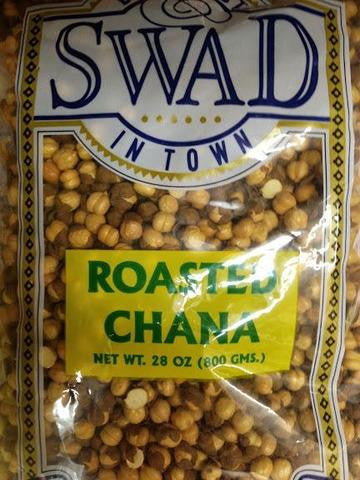 SWAD
IN TOWN
ROASTED
CHANA
NET WT. 28 OZ (800 GMS.)